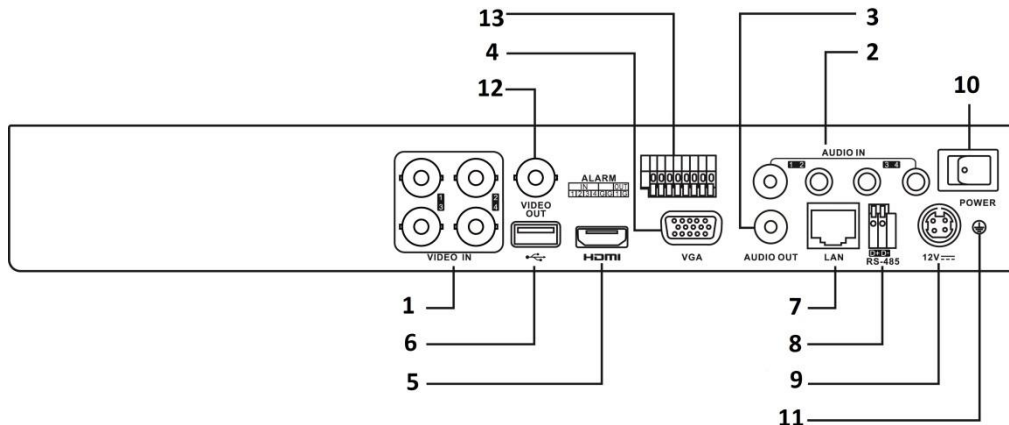 13
3
4
2
12
10
AUDIO IN
1 2
3 4
ALARM
IN
OUT
1 2 3 4 G G 1 G
VIDEO
OUT
POWER
VIDEO IN
HDMI
VGA
AUDIO OUT
LAN
D+ D-
RS-485
12V
1
7
6
8
5
9
11